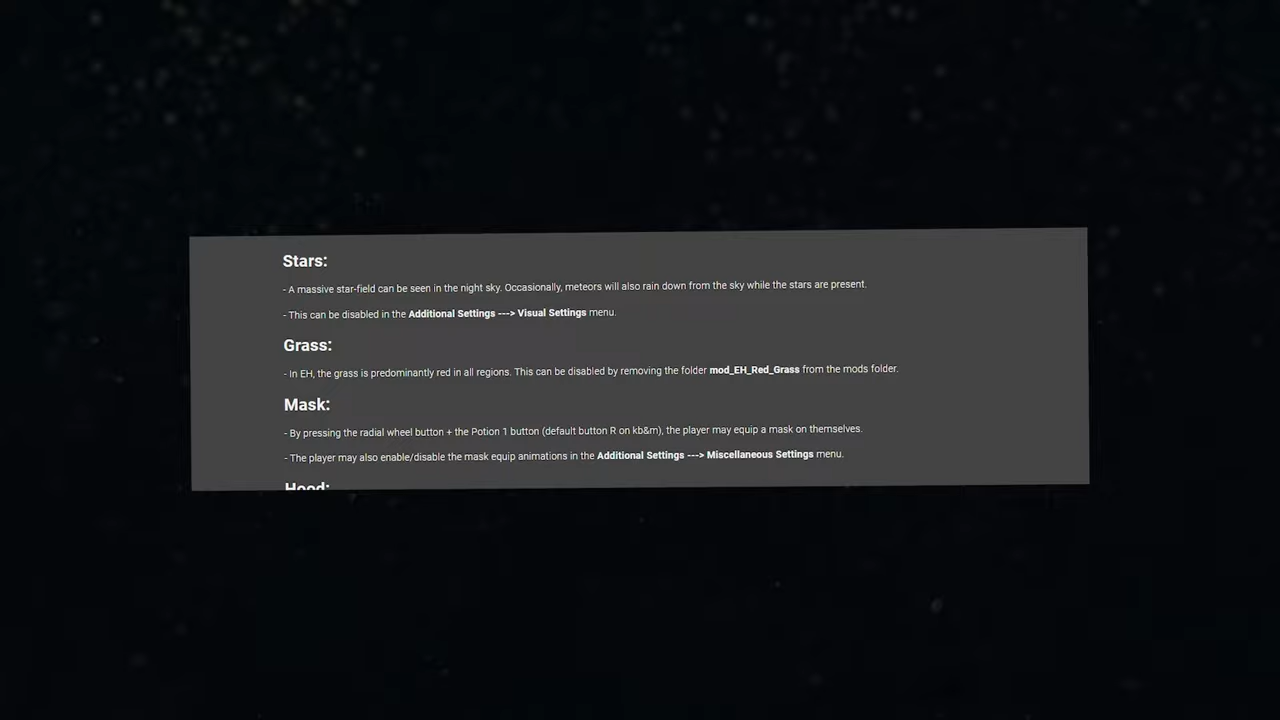 Stars:
- A massive star-field can be seen in the night sky. Occasionally, meteors will also rain down from the sky while the stars are present.
- This can be disabled in the Additional Settings ---> Visual Settings menu.
Grass:
- In EH, the grass is predominantly red in all regions. This can be disabled by removing the folder mod_EH_Red_Grass from the mods folder.
Mask:
- By pressing the radial wheel button + the Potion 1 button (default button R on kb&m), the player may equip a mask on themselves.
- The player may also enable/disable the mask equip animations in the Additional Settings ---> Miscellaneous Settings menu.
Hood: